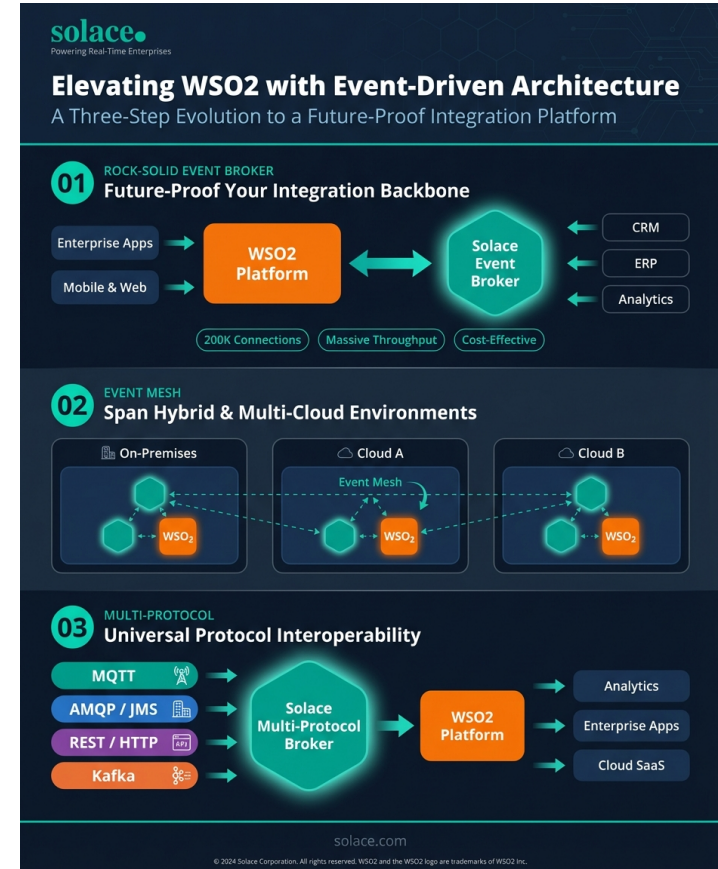 solace
Powering Real-Time Enterprises
Elevating WSO2 with Event-Driven Architecture
A Three-Step Evolution to a Future-Proof Integration Platform
01
ROCK-SOLID EVENT BROKER
Future-Proof Your Integration Backbone
Enterprise Apps
Mobile & Web
WSO2
Platform
Solace
Event
Broker
CRM
ERP
Analytics
200K Connections
Massive Throughput
Cost-Effective
02
EVENT MESH
Span Hybrid & Multi-Cloud Environments
On-Premises
WSO₂
Cloud A
Event Mesh
WSO₂
Cloud B
WSO₂
03
MULTI-PROTOCOL
Universal Protocol Interoperability
MQTT
AMQP / JMS
REST / HTTP
API
Kafka
Solace
Multi-Protocol
Broker
WSO2
Platform
Analytics
Enterprise Apps
Cloud SaaS
solace.com
© 2024 Solace Corporation. All rights reserved. WSO2 and the WSO2 logo are trademarks of WSO2 Inc.